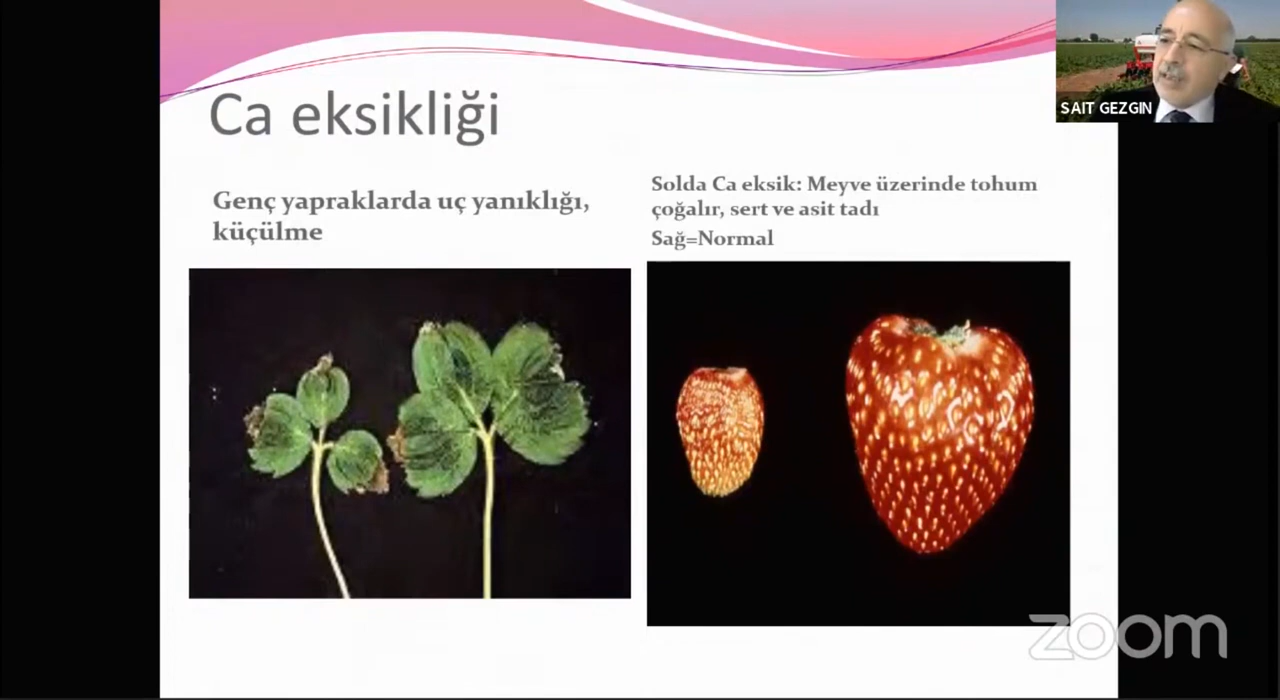 Ca eksikliği
Genç yapraklarda uç yanıklığı,
küçülme
Solda Ca eksik: Meyve üzerinde tohum
çoğalır, sert ve asit tadı
Sağ=Normal
SAIT GEZGIN
zoom